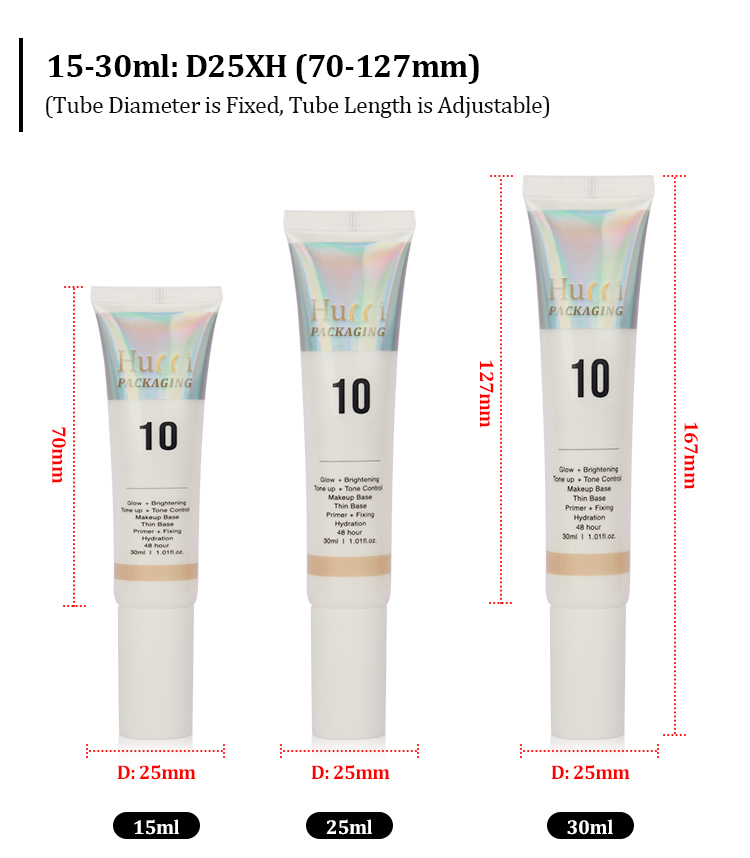 15-30ml: D25XH (70-127mm)
(Tube Diameter is Fixed, Tube Length is Adjustable)
70mm
Hucci
PACKAGING
10
Glow + Brightening
Tone up + Tone Control
Makeup Base
Thin Base
Primer + Fixing
Hydration
48 hour
30ml | 1.01fl.oz.
D: 25mm
15ml
Hucci
PACKAGING
10
Glow + Brightening
Tone up + Tone Control
Makeup Base
Thin Base
Primer + Fixing
Hydration
48 hour
30ml | 1.01fl.oz.
D: 25mm
25ml
127mm
Hucci
PACKAGING
10
Glow + Brightening
Tone up + Tone Control
Makeup Base
Thin Base
Primer + Fixing
Hydration
48 hour
30ml | 1.01fl.oz.
167mm
D: 25mm
30ml